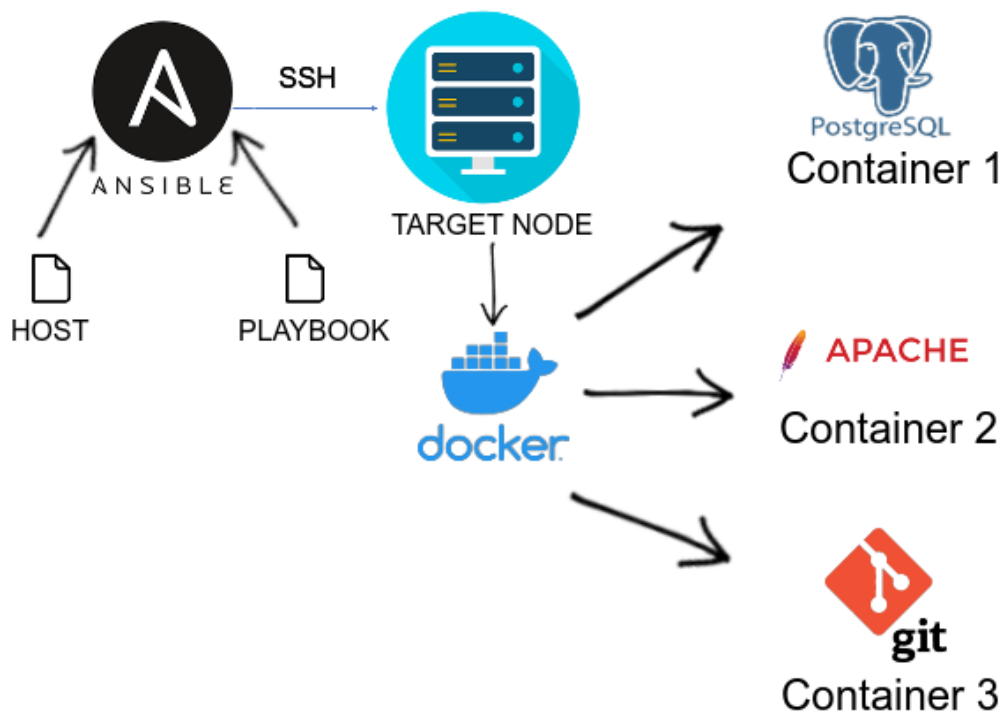 SSH
ANSIBLE
HOST
PLAYBOOK
TARGET NODE
docker
PostgreSQL
Container 1
APACHE
Container 2
git
Container 3